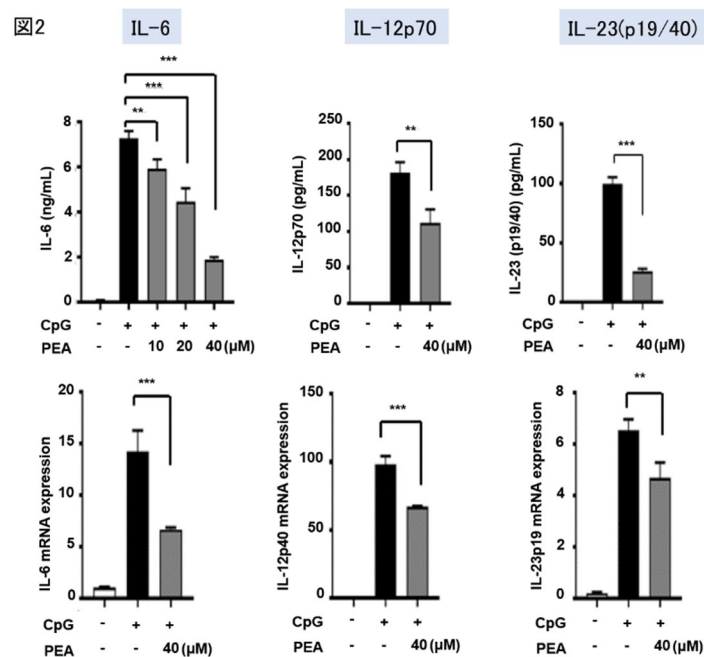 図2
IL-6
IL-12p70
IL-23(p19/40)
***
***
**
IL-6 (ng/mL)
8
6
4
2
0
CpG - + + + +
PEA - - 10 20 40 (μM)
**
IL-12p70 (pg/mL)
250
200
150
100
50
0
CpG - + +
PEA - - 40 (μM)
***
IL-23 (p19/40) (pg/mL)
150
100
50
0
CpG - + +
PEA - - 40 (μM)
***
IL-6 mRNA expression
20
15
10
5
0
CpG - + +
PEA - - 40 (μM)
***
IL-12p40 mRNA expression
150
100
50
0
CpG - + +
PEA - - 40 (μM)
**
IL-23p19 mRNA expression
8
6
4
2
0
CpG - + +
PEA - - 40 (μM)